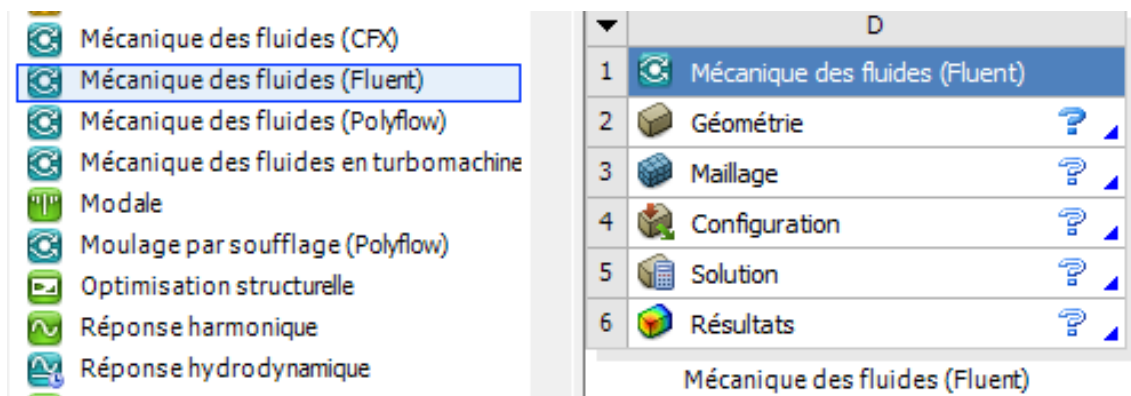 Mécanique des fluides (CFX)
Mécanique des fluides (Fluent)
Mécanique des fluides (Polyflow)
Mécanique des fluides en turbomachine
Modale
Moulage par soufflage (Polyflow)
Optimisation structurelle
Réponse harmonique
Réponse hydrodynamique
D
1 Mécanique des fluides (Fluent)
2 Géométrie ?
3 Maillage ?
4 Configuration ?
5 Solution ?
6 Résultats ?
Mécanique des fluides (Fluent)